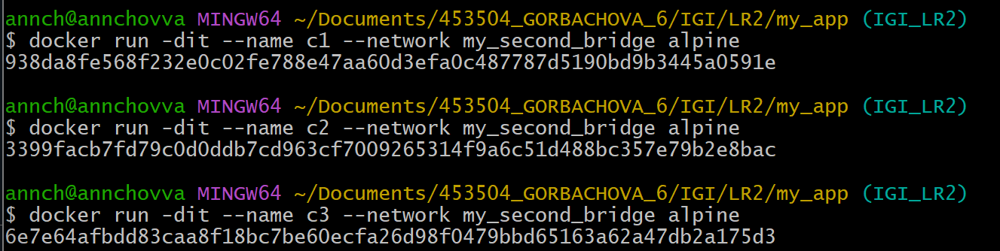 annch@annchovva MINGW64 ~/Documents/453504_GORBACHOVA_6/IGI/LR2/my_app (IGI_LR2)
$ docker run -dit --name c1 --network my_second_bridge alpine
938da8fe568f232e0c02fe788e47aa60d3efa0c487787d5190bd9b3445a0591e
annch@annchovva MINGW64 ~/Documents/453504_GORBACHOVA_6/IGI/LR2/my_app (IGI_LR2)
$ docker run -dit --name c2 --network my_second_bridge alpine
3399facb7fd79c0d0ddb7cd963cf7009265314f9a6c51d488bc357e79b2e8bac
annch@annchovva MINGW64 ~/Documents/453504_GORBACHOVA_6/IGI/LR2/my_app (IGI_LR2)
$ docker run -dit --name c3 --network my_second_bridge alpine
6e7e64afbdd83caa8f18bc7be60ecfa26d98f0479bbd65163a62a47db2a175d3